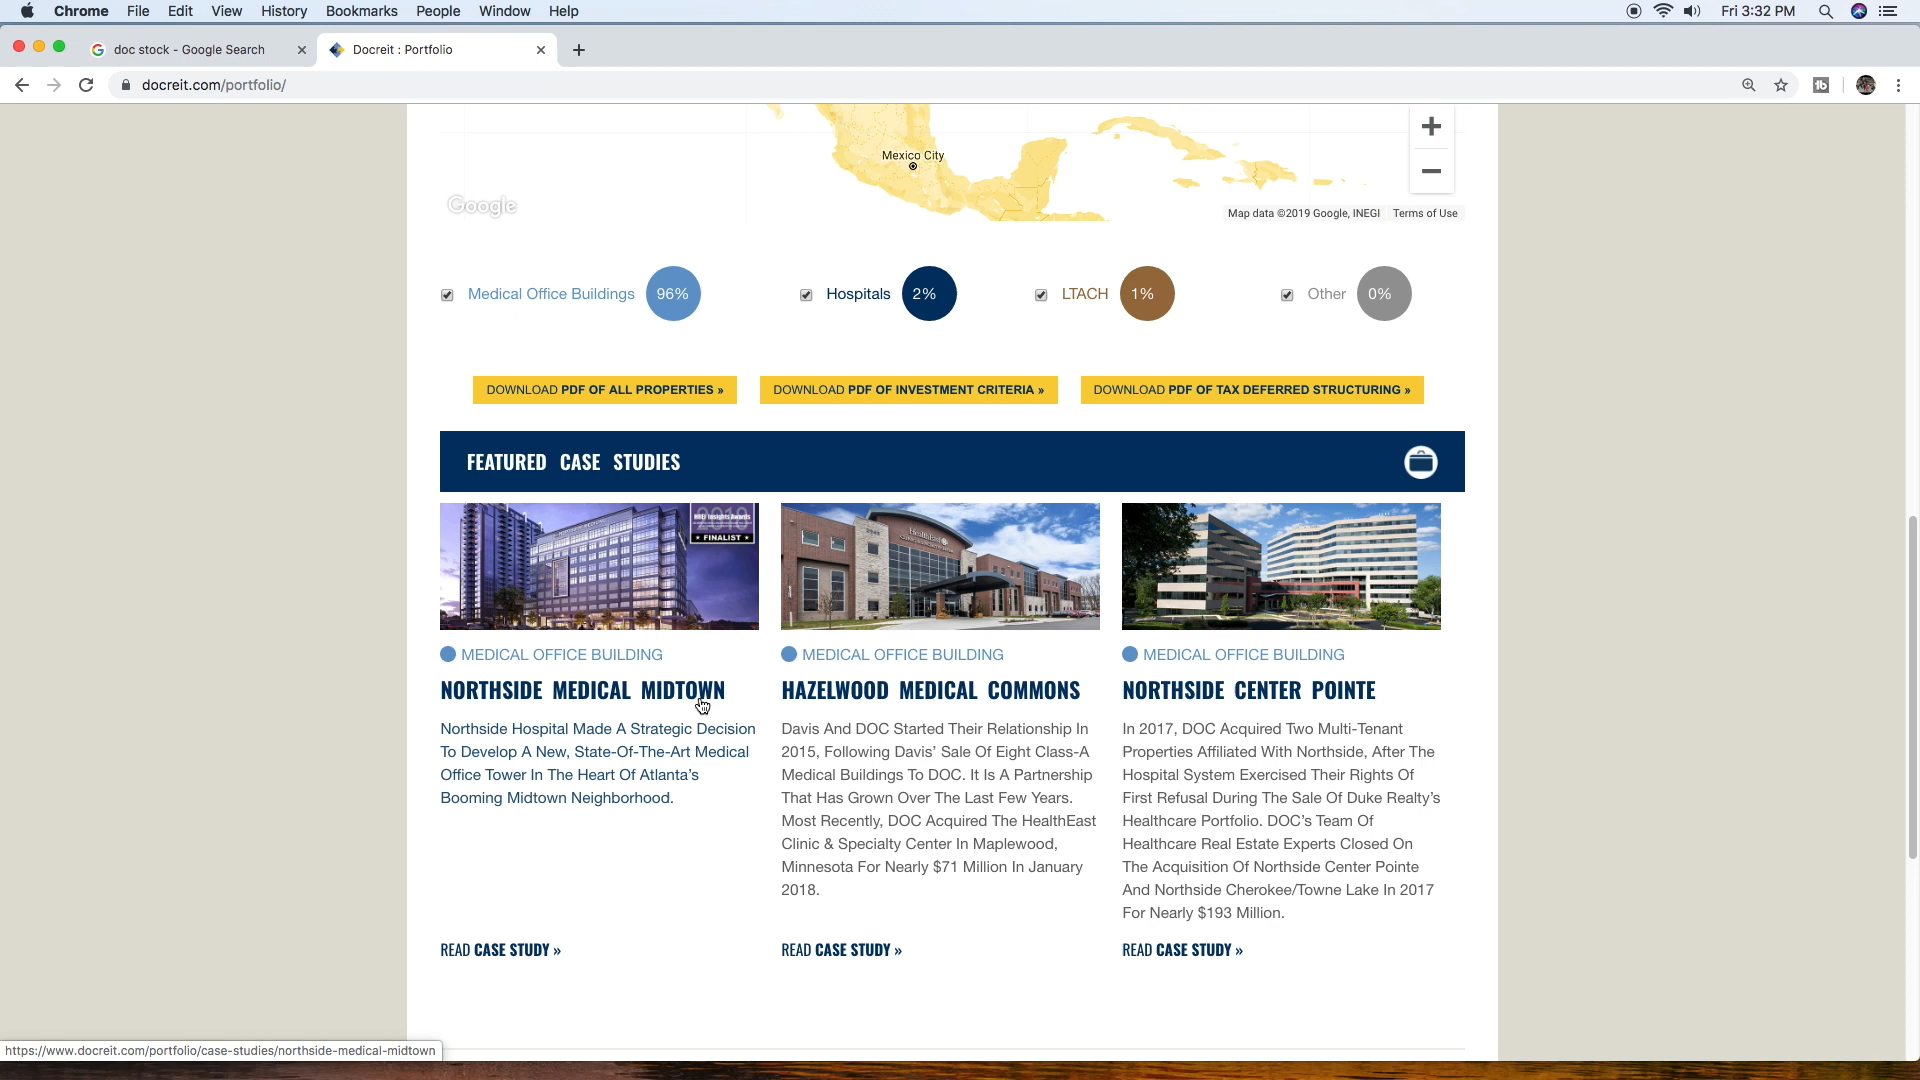 Chrome File Edit View History Bookmarks People Window Help Fri 3:32 PM
doc stock - Google Search Docreit : Portfolio
docreit.com/portfolio/
Mexico City
Google
Map data ©2019 Google, INEGI Terms of Use
Medical Office Buildings 96% Hospitals 2% LTACH 1% Other 0%
DOWNLOAD PDF OF ALL PROPERTIES » DOWNLOAD PDF OF INVESTMENT CRITERIA » DOWNLOAD PDF OF TAX DEFERRED STRUCTURING »
FEATURED CASE STUDIES
FINALIST
MEDICAL OFFICE BUILDING
NORTHSIDE MEDICAL MIDTOWN
Northside Hospital Made A Strategic Decision
To Develop A New, State-Of-The-Art Medical
Office Tower In The Heart Of Atlanta's
Booming Midtown Neighborhood.
READ CASE STUDY »
HealthEast
MEDICAL OFFICE BUILDING
HAZELWOOD MEDICAL COMMONS
Davis And DOC Started Their Relationship In
2015, Following Davis' Sale Of Eight Class-A
Medical Buildings To DOC. It Is A Partnership
That Has Grown Over The Last Few Years.
Most Recently, DOC Acquired The HealthEast
Clinic & Specialty Center In Maplewood,
Minnesota For Nearly $71 Million In January
2018.
READ CASE STUDY »
MEDICAL OFFICE BUILDING
NORTHSIDE CENTER POINTE
In 2017, DOC Acquired Two Multi-Tenant
Properties Affiliated With Northside, After The
Hospital System Exercised Their Rights Of
First Refusal During The Sale Of Duke Realty's
Healthcare Portfolio. DOC's Team Of
Healthcare Real Estate Experts Closed On
The Acquisition Of Northside Center Pointe
And Northside Cherokee/Towne Lake In 2017
For Nearly $193 Million.
READ CASE STUDY »
https://www.docreit.com/portfolio/case-studies/northside-medical-midtown